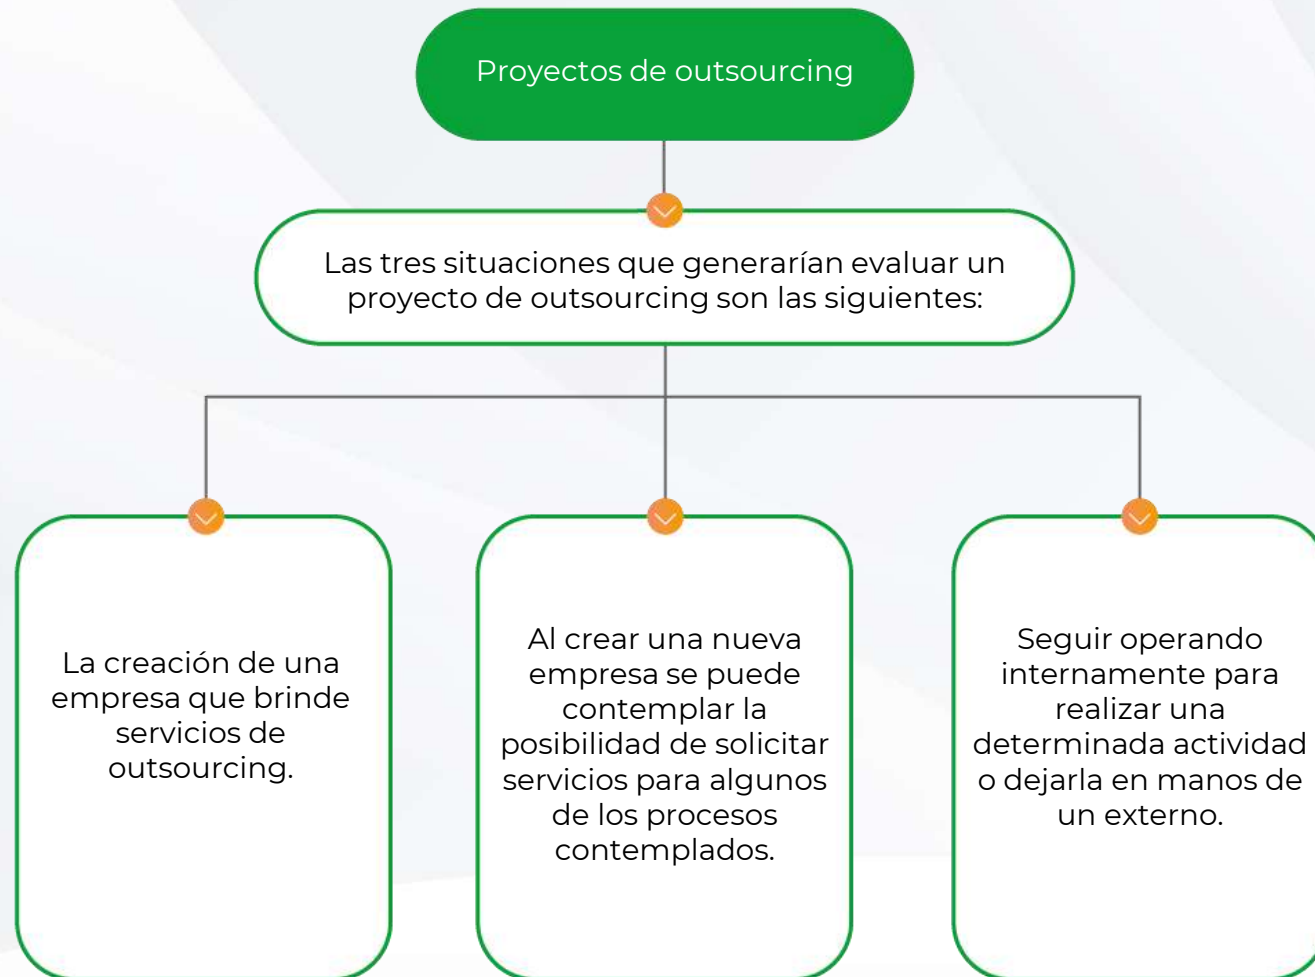 Proyectos de outsourcing
Las tres situaciones que generarían evaluar un
proyecto de outsourcing son las siguientes:
La creación de una
empresa que brinde
servicios de
outsourcing.
Al crear una nueva
empresa se puede
contemplar la
posibilidad de solicitar
servicios para algunos
de los procesos
contemplados.
Seguir operando
internamente para
realizar una
determinada actividad
o dejarla en manos de
un externo.